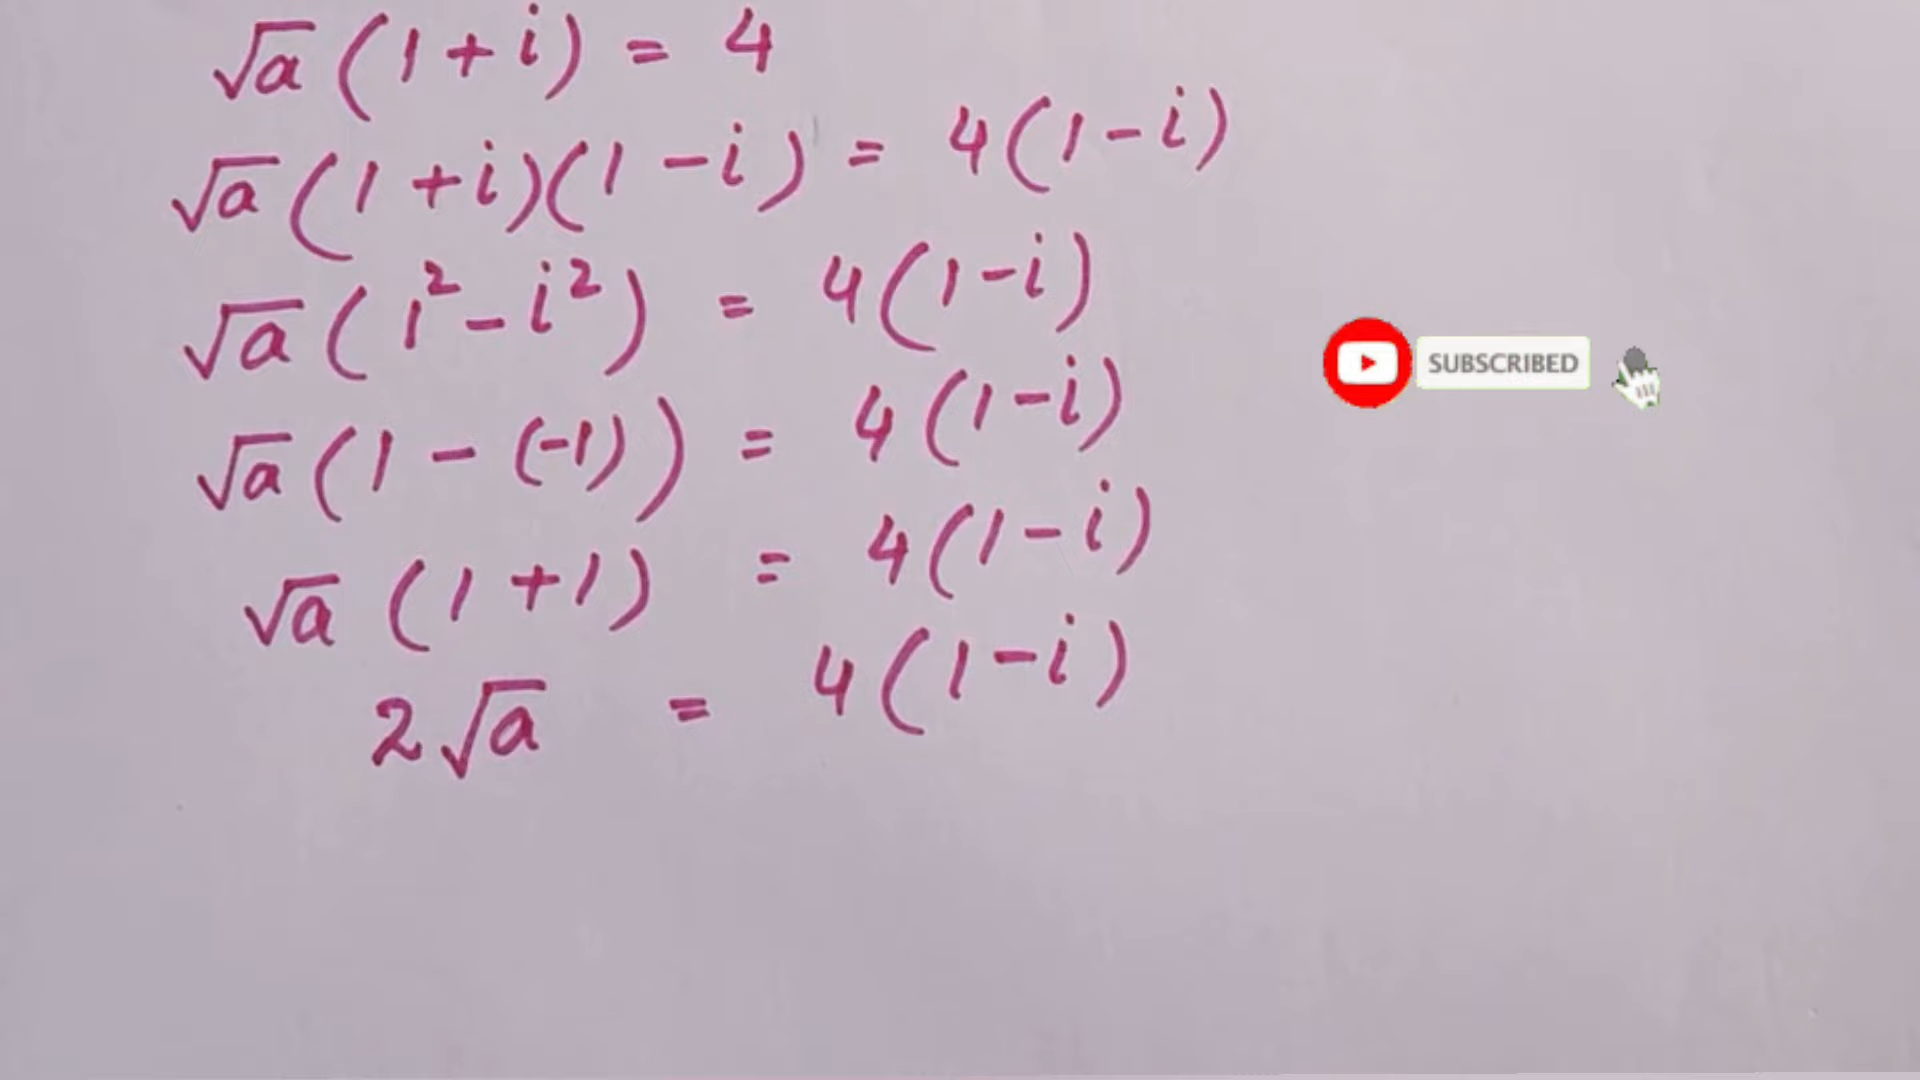 √a (1 + i) = 4
√a (1 + i)(1 - i) = 4(1 - i)
√a (1² - i²) = 4(1 - i)
SUBSCRIBED
√a (1 - (-1)) = 4(1 - i)
√a (1 + 1) = 4(1 - i)
2√a = 4(1 - i)